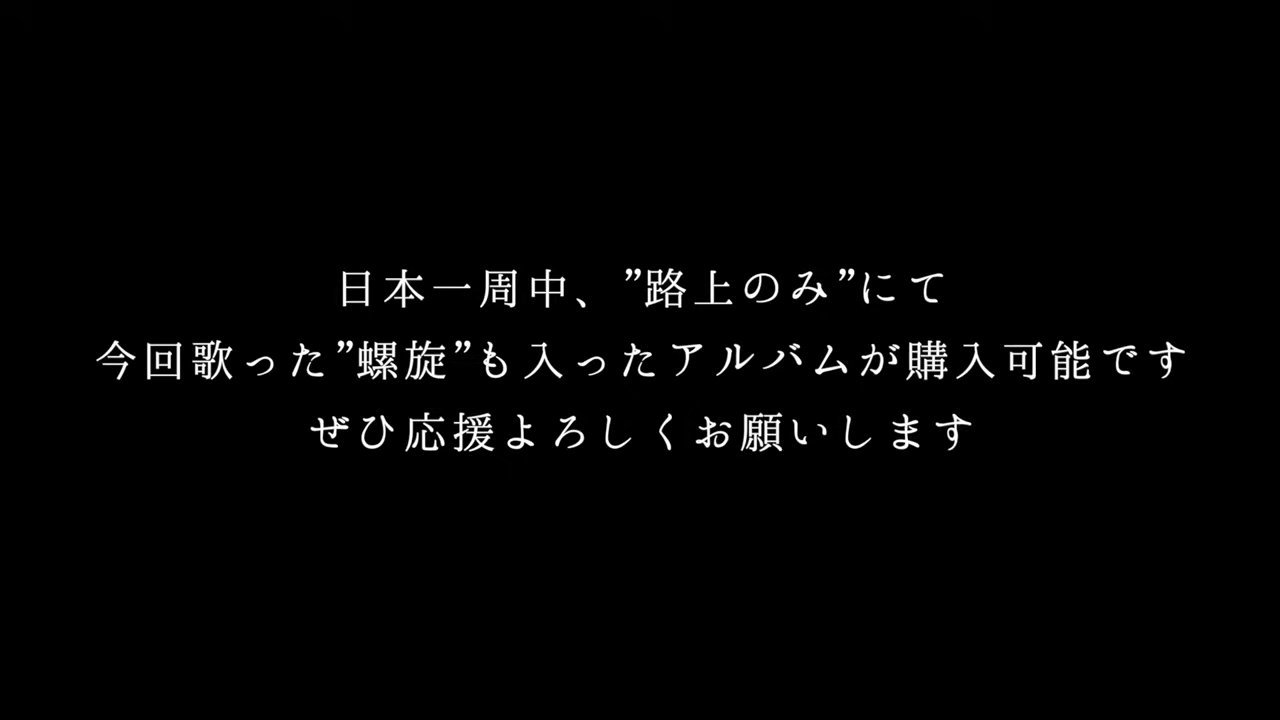 日本一周中、”路上のみ”にて
今回歌った”螺旋”も入ったアルバムが購入可能です
ぜひ応援よろしくお願いします